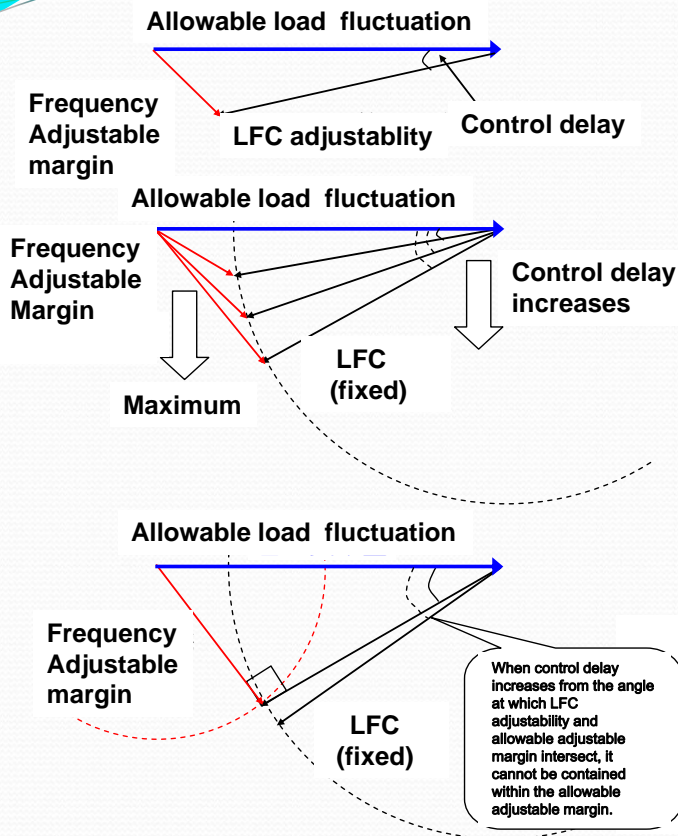 Allowable load fluctuation
Frequency
Adjustable
margin
LFC adjustablity
Control delay
Allowable load fluctuation
Frequency
Adjustable
Margin
Control delay
increases
LFC
(fixed)
Maximum
Allowable load fluctuation
Frequency
Adjustable
margin
LFC
(fixed)
When control delay
increases from the angle
at which LFC
adjustability and
allowable adjustable
margin intersect, it
cannot be contained
within the allowable
adjustable margin.